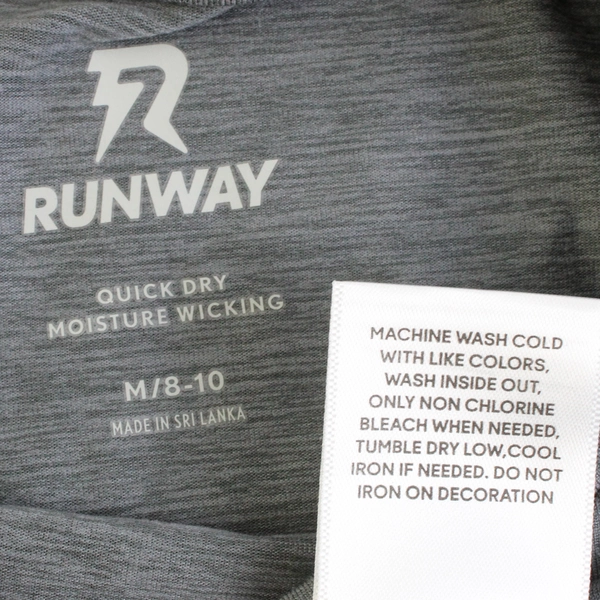 R
RUNWAY
QUICK DRY
MOISTURE WICKING
M/8-10
MADE IN SRI LANKA
MACHINE WASH COLD
WITH LIKE COLORS,
WASH INSIDE OUT,
ONLY NON CHLORINE
BLEACH WHEN NEEDED,
TUMBLE DRY LOW,COOL
IRON IF NEEDED. DO NOT
IRON ON DECORATION